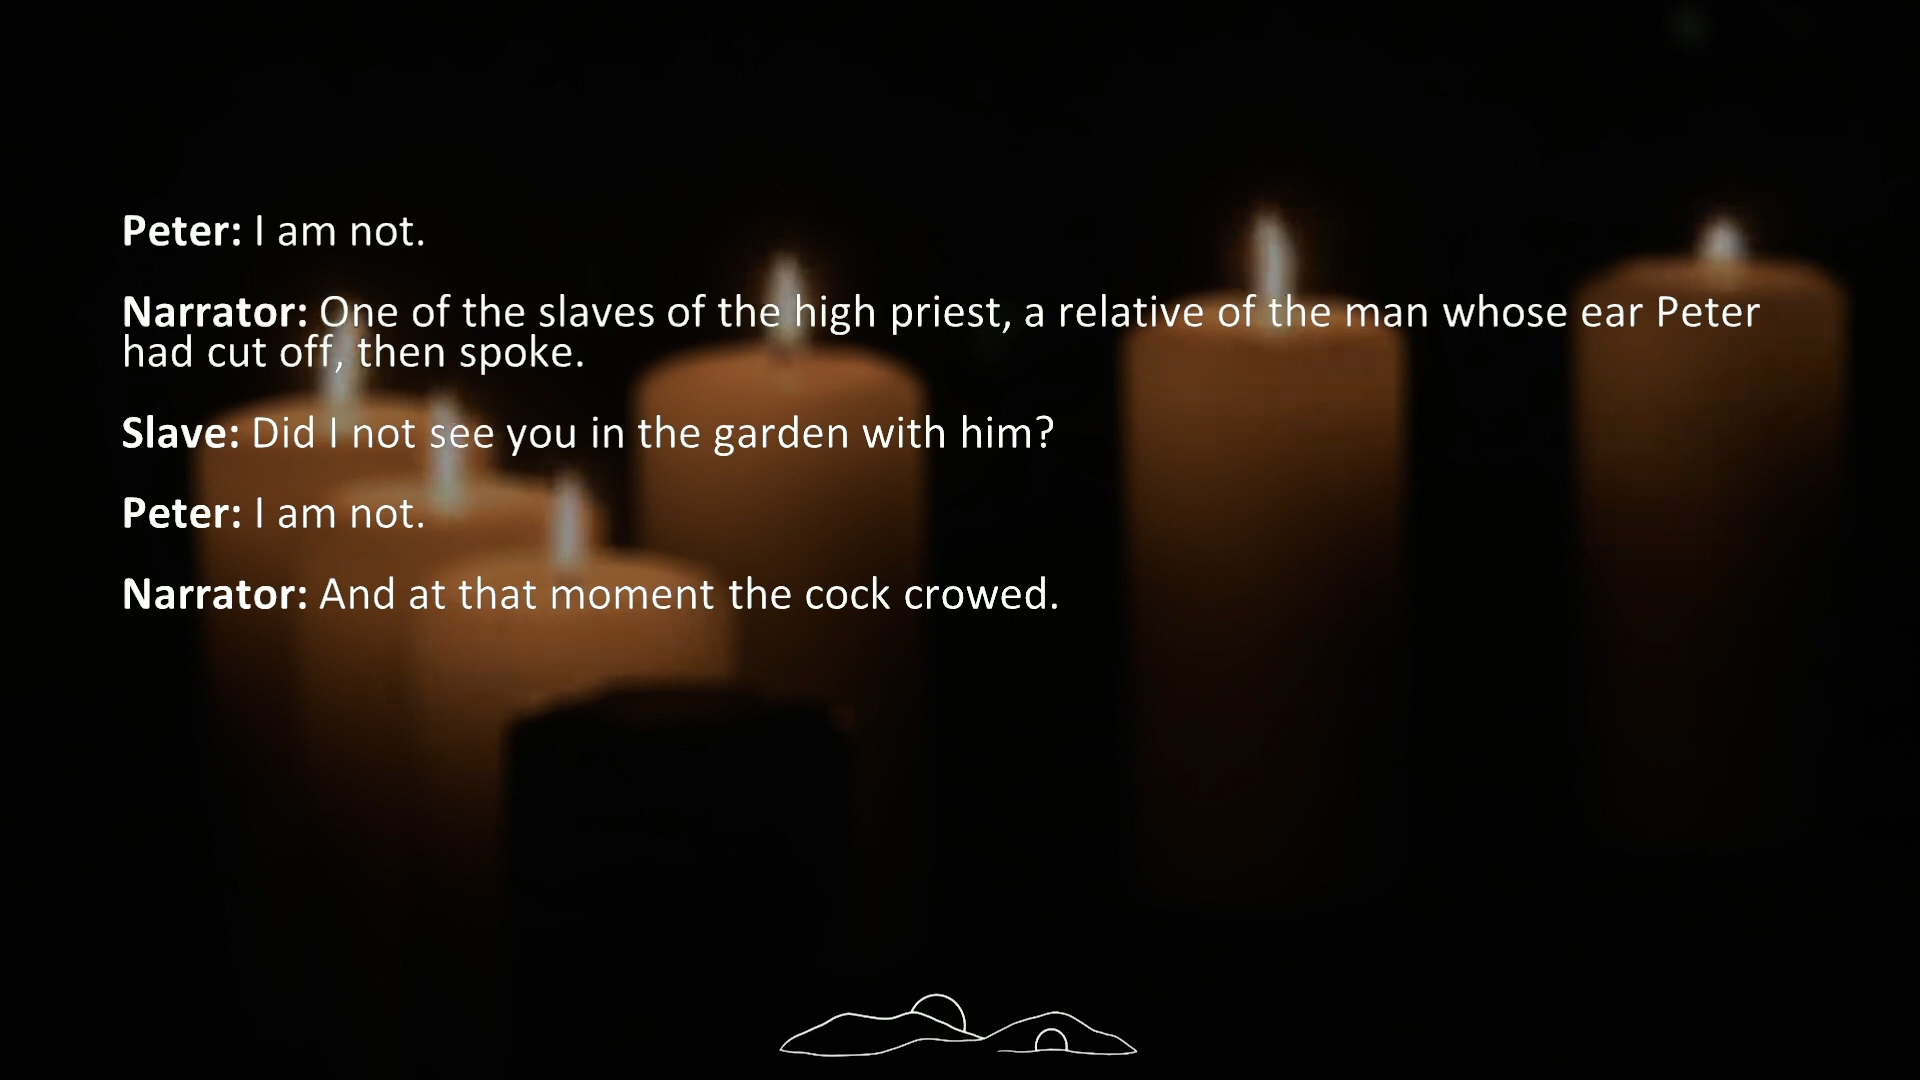 Peter: I am not.
Narrator: One of the slaves of the high priest, a relative of the man whose ear Peter
had cut off, then spoke.
Slave: Did I not see you in the garden with him?
Peter: I am not.
Narrator: And at that moment the cock crowed.